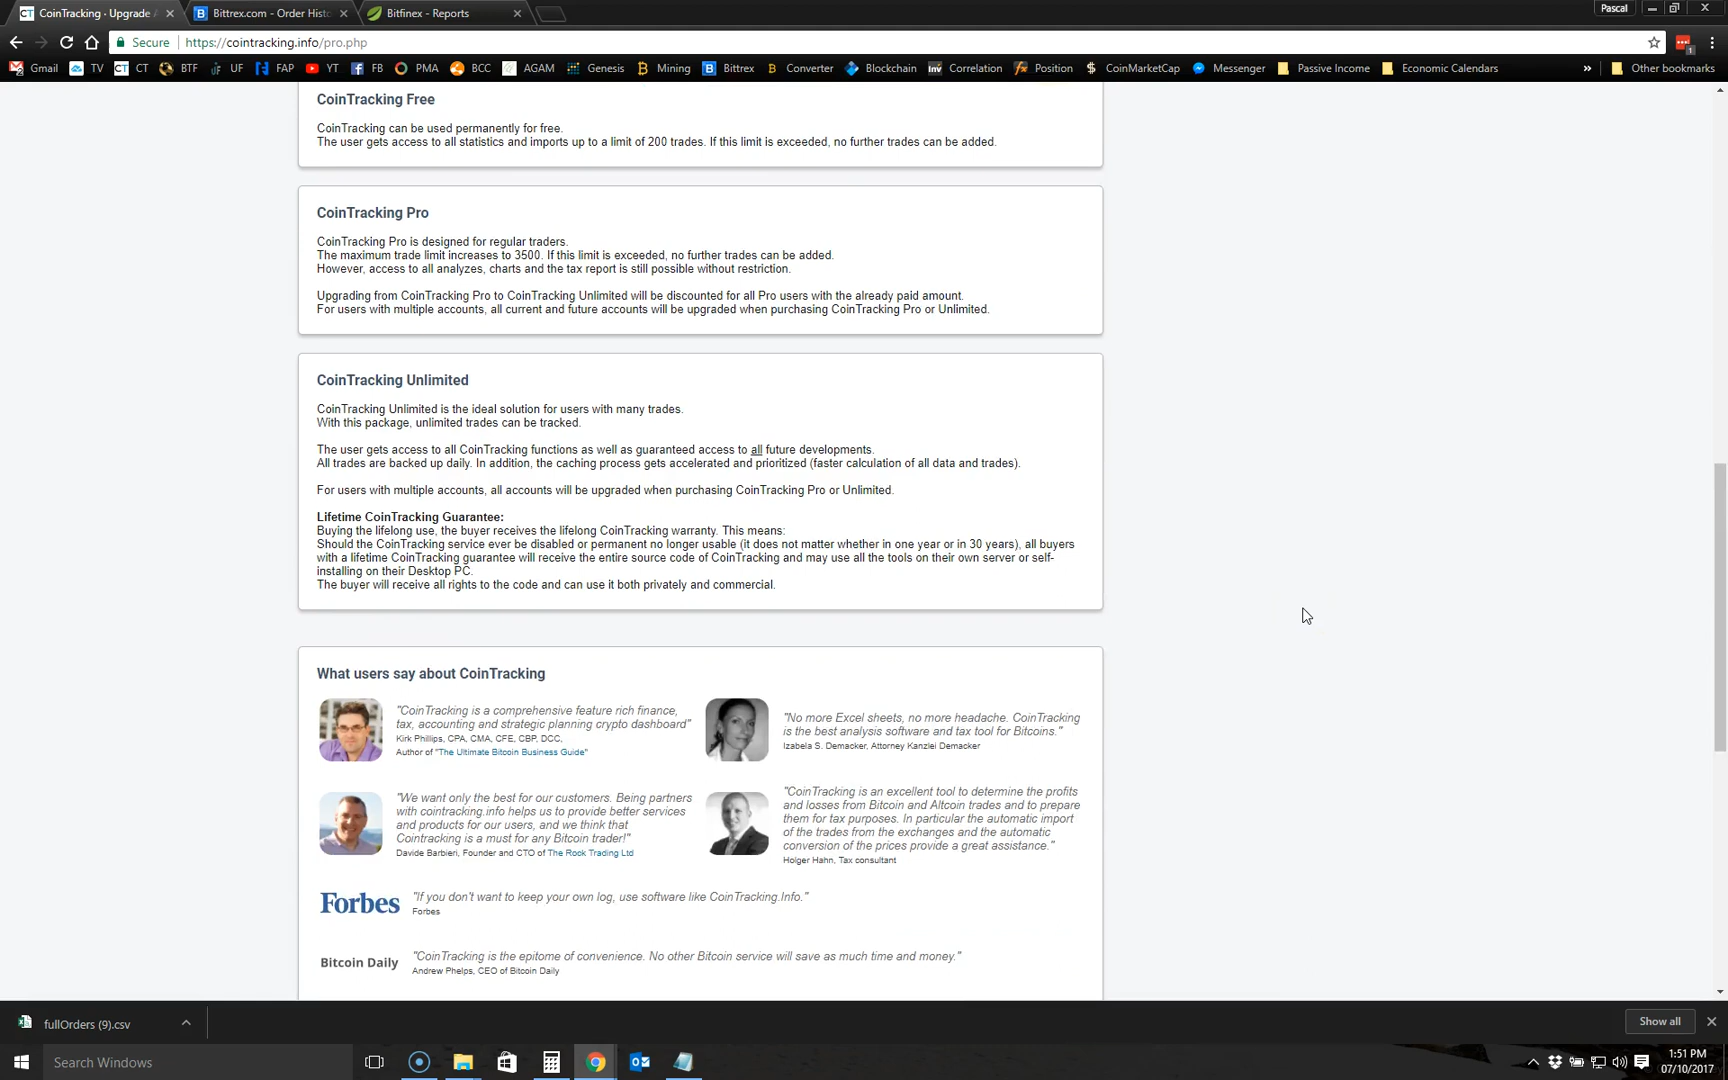 CoinTracking · Upgrade
Bittrex.com - Order Hist
Bitfinex - Reports
Pascal
Secure
https://cointracking.info/pro.php
Gmail
TV
CT
BTF
UF
FAP
YT
FB
PMA
BCC
AGAM
Genesis
Mining
Bittrex
Converter
Blockchain
Correlation
Position
CoinMarketCap
Messenger
Passive Income
Economic Calendars
»
Other bookmarks
CoinTracking Free
CoinTracking can be used permanently for free.
The user gets access to all statistics and imports up to a limit of 200 trades. If this limit is exceeded, no further trades can be added.
CoinTracking Pro
CoinTracking Pro is designed for regular traders.
The maximum trade limit increases to 3500. If this limit is exceeded, no further trades can be added.
However, access to all analyzes, charts and the tax report is still possible without restriction.
Upgrading from CoinTracking Pro to CoinTracking Unlimited will be discounted for all Pro users with the already paid amount.
For users with multiple accounts, all current and future accounts will be upgraded when purchasing CoinTracking Pro or Unlimited.
CoinTracking Unlimited
CoinTracking Unlimited is the ideal solution for users with many trades.
With this package, unlimited trades can be tracked.
The user gets access to all CoinTracking functions as well as guaranteed access to all future developments.
All trades are backed up daily. In addition, the caching process gets accelerated and prioritized (faster calculation of all data and trades).
For users with multiple accounts, all accounts will be upgraded when purchasing CoinTracking Pro or Unlimited.
Lifetime CoinTracking Guarantee:
Buying the lifelong use, the buyer receives the lifelong CoinTracking warranty. This means:
Should the CoinTracking service ever be disabled or permanent no longer usable (it does not matter whether in one year or in 30 years), all buyers
with a lifetime CoinTracking guarantee will receive the entire source code of CoinTracking and may use all the tools on their own server or self-
installing on their Desktop PC.
The buyer will receive all rights to the code and can use it both privately and commercial.
What users say about CoinTracking
"CoinTracking is a comprehensive feature rich finance,
tax, accounting and strategic planning crypto dashboard"
Kirk Phillips, CPA, CMA, CFE, CBP, DCC,
Author of "The Ultimate Bitcoin Business Guide"
"No more Excel sheets, no more headache. CoinTracking
is the best analysis software and tax tool for Bitcoins."
Izabela S. Demacker, Attorney Kanzlei Demacker
"We want only the best for our customers. Being partners
with cointracking.info helps us to provide better services
and products for our users, and we think that
Cointracking is a must for any Bitcoin trader!"
Davide Barbieri, Founder and CTO of The Rock Trading Ltd
"CoinTracking is an excellent tool to determine the profits
and losses from Bitcoin and Altcoin trades and to prepare
them for tax purposes. In particular the automatic import
of the trades from the exchanges and the automatic
conversion of the prices provide a great assistance."
Holger Hahn, Tax consultant
Forbes
"If you don't want to keep your own log, use software like CoinTracking.Info."
Forbes
Bitcoin Daily
"CoinTracking is the epitome of convenience. No other Bitcoin service will save as much time and money."
Andrew Phelps, CEO of Bitcoin Daily
fullOrders (9).csv
Show all
Search Windows
1:51 PM
07/10/2017